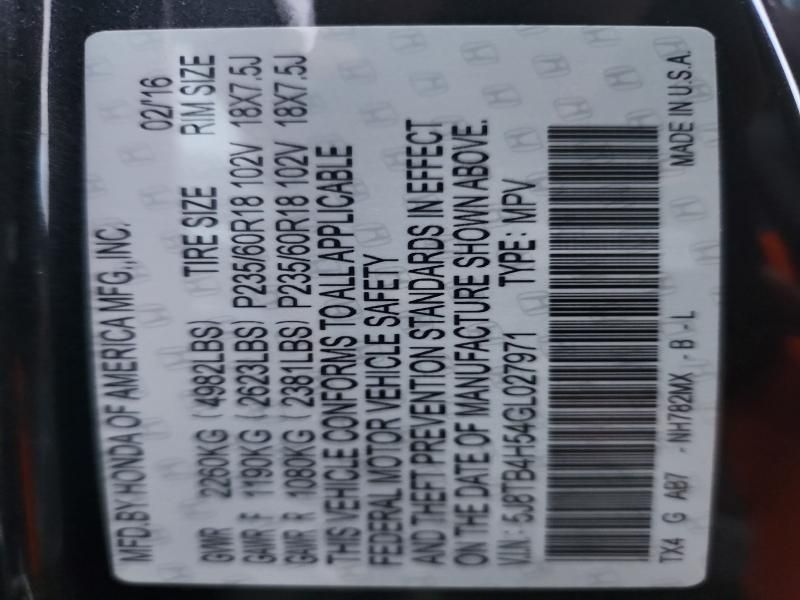 MFD.BY HONDA OF AMERICA MFG.,INC. 02/'16
GWR 2260KG (4982LBS) TIRE SIZE RIM SIZE
GAWR F 1190KG (2623LBS) P235/60R18 102V 18X7.5J
GAWR R 1080KG (2381LBS) P235/60R18 102V 18X7.5J
THIS VEHICLE CONFORMS TO ALL APPLICABLE
FEDERAL MOTOR VEHICLE SAFETY
AND THEFT PREVENTION STANDARDS IN EFFECT
ON THE DATE OF MANUFACTURE SHOWN ABOVE.
V.I.N: 5J8TB4H54GL027971 TYPE: MPV
TX4 G AB7 - NH782MX - B - L MADE IN U.S.A.